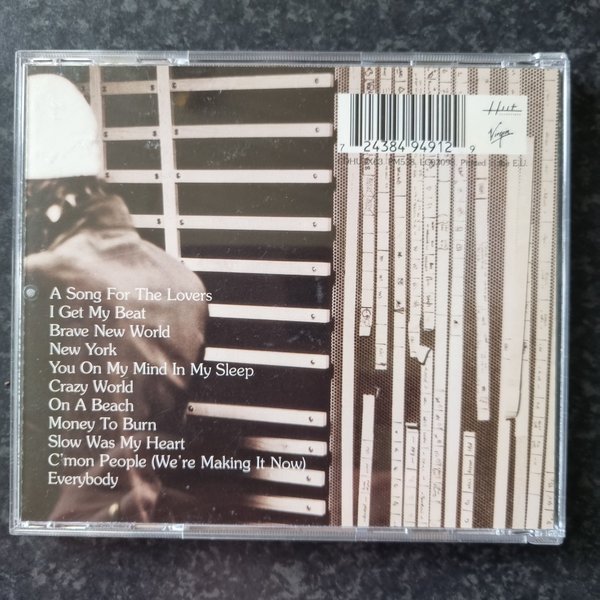 Hut
Virgin
7 24384 94912 9
Printed
E.U.
A Song For The Lovers
I Get My Beat
Brave New World
New York
You On My Mind In My Sleep
Crazy World
On A Beach
Money To Burn
Slow Was My Heart
C'mon People (We're Making It Now)
Everybody